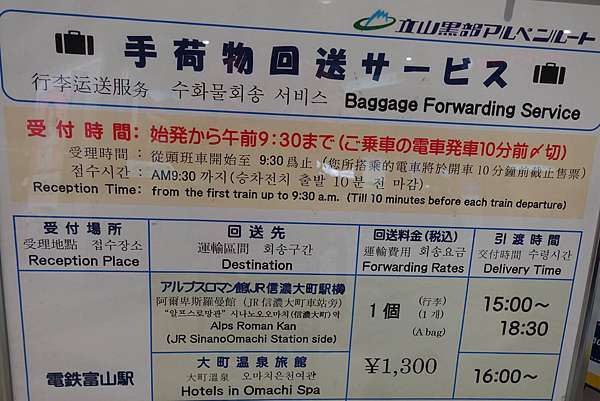 立山黒部アルペンルート
手荷物回送サービス
行李运送服务 수화물회송 서비스 Baggage Forwarding Service
受付時間：始発から午前9:30まで(ご乗車の電車発車10分前〆切)
受理時間：從頭班車開始至 9:30爲止 (您所搭乘的電車將於開車10分鐘前截止售票)
접수시간：AM9:30 까지(승차전치 출발 10분 전 마감)
Reception Time: from the first train up to 9:30 a.m. (Till 10 minutes before each train departure)
受付場所
受理地點 접수장소
Reception Place
回送先
運輸區間 회송구간
Destination
回送料金(税込)
運輸費用 회송요금
Forwarding Rates
引渡時間
交付時間 수령시간
Delivery Time
電鉄富山駅
アルプスロマン館(JR信濃大町駅横)
阿爾卑斯羅曼館 (JR信濃大町車站旁)
"알프스로망관" 시나노오오마치(信濃大町)역
Alps Roman Kan
(JR SinanoOmachi Station side)
大町温泉旅館
大町溫泉 오마치온천여관
Hotels in Omachi Spa
1個 (行李)
(1개)
(A bag)
¥1,300
15:00～
18:30
16:00～